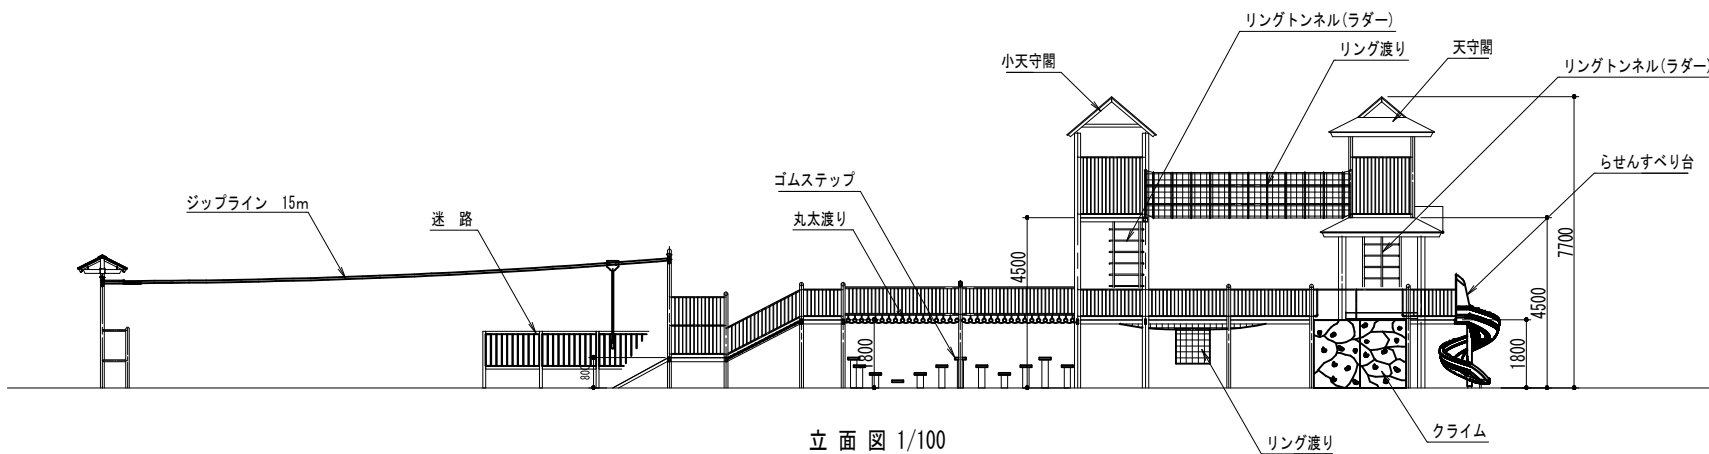 リングトンネル(ラダー)
小天守閣
リング渡り
天守閣
リングトンネル(ラダー)
らせんすべり台
ゴムステップ
丸太渡り
ジップライン 15m
迷 路
4500
7700
4500
1800
800
800
クライム
リング渡り
立 面 図 1/100